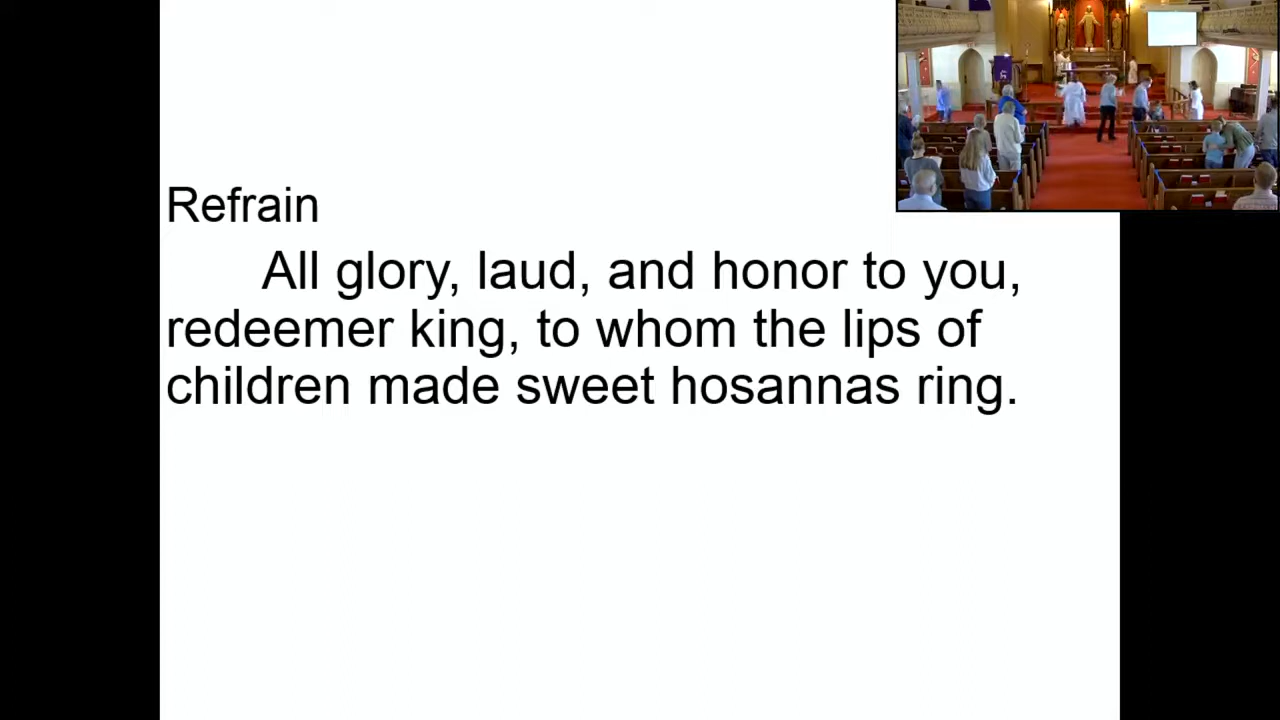 Refrain
All glory, laud, and honor to you,
redeemer king, to whom the lips of
children made sweet hosannas ring.